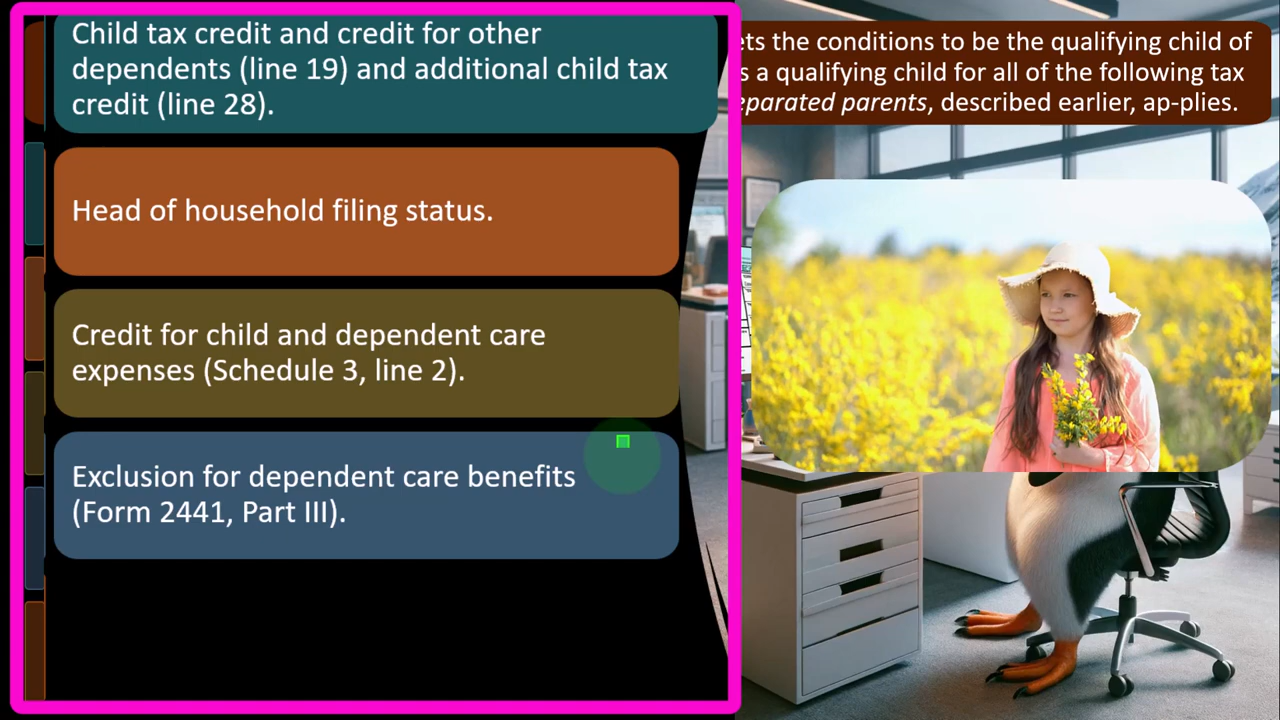 Child tax credit and credit for other
dependents (line 19) and additional child tax
credit (line 28).
Head of household filing status.
Credit for child and dependent care
expenses (Schedule 3, line 2).
Exclusion for dependent care benefits
(Form 2441, Part III).
the conditions to be the qualifying child of
a qualifying child for all of the following tax
parents, described earlier, ap-plies.